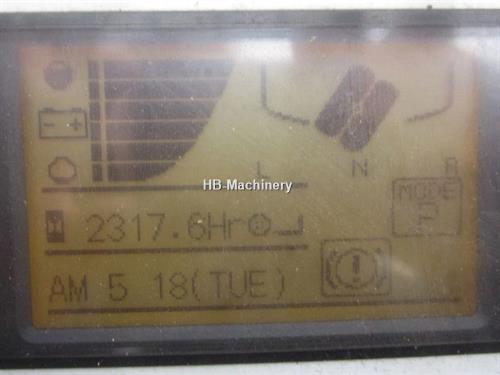 L N R
HB-Machinery
MODE
P
2317.6Hr
AM 5 18(TUE)